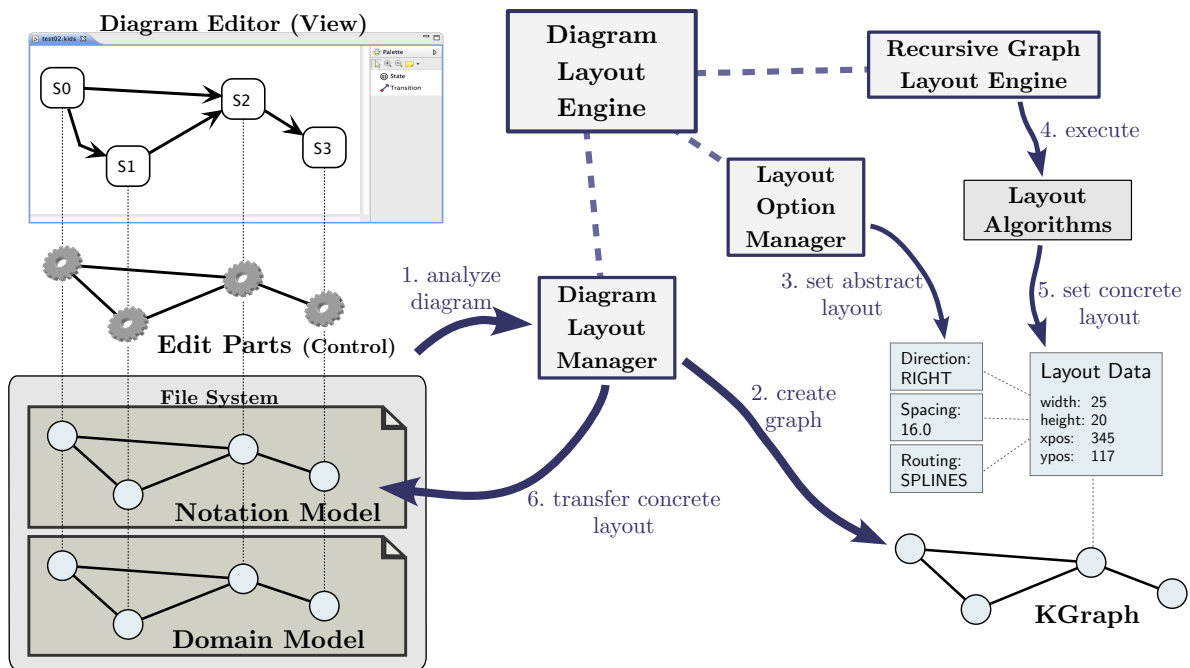 Diagram Editor (View)
test02.kids
Palette
State
Transition
S0
S2
S3
S1
Edit Parts (Control)
File System
Notation Model
Domain Model
1. analyze
diagram
Diagram
Layout
Engine
Diagram
Layout
Manager
2. create
graph
6. transfer concrete
layout
Layout
Option
Manager
3. set abstract
layout
Recursive Graph
Layout Engine
4. execute
Layout
Algorithms
5. set concrete
layout
Direction:
RIGHT
Spacing:
16.0
Routing:
SPLINES
Layout Data
width: 25
height: 20
xpos: 345
ypos: 117
KGraph